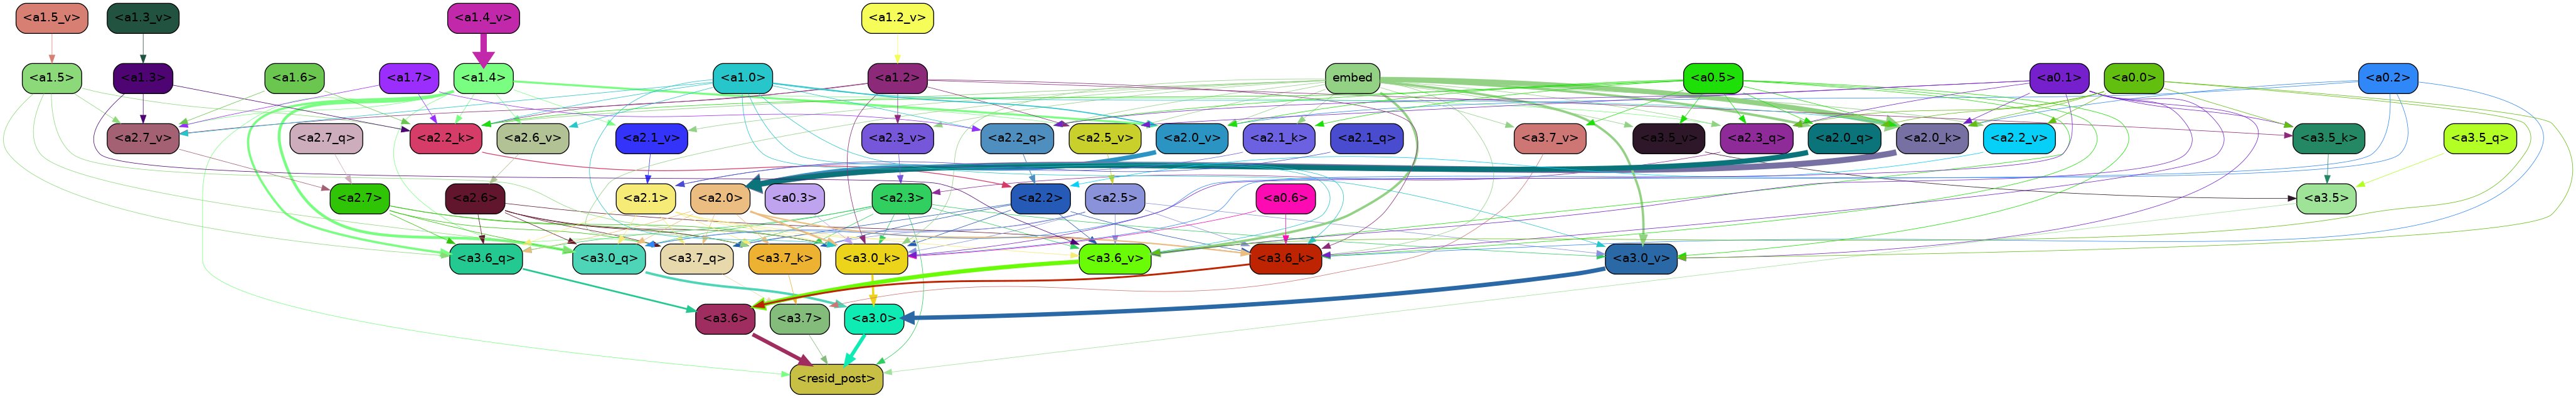 <a1.5_v> <a1.3_v> <a1.4_v> <a1.2_v>
<a1.5> <a1.3> <a1.6> <a1.7> <a1.4> <a1.0> <a1.2> embed <a0.5> <a0.1> <a0.0> <a0.2>
<a2.7_v> <a2.7_q> <a2.2_k> <a2.6_v> <a2.1_v> <a2.3_v> <a2.2_q> <a2.5_v> <a2.0_v> <a2.1_k> <a2.1_q> <a3.7_v> <a3.5_v> <a2.3_q> <a2.0_q> <a2.0_k> <a2.2_v> <a3.5_k> <a3.5_q>
<a2.7> <a2.6> <a2.1> <a2.0> <a0.3> <a2.3> <a2.2> <a2.5> <a0.6> <a3.5>
<a3.6_q> <a3.0_q> <a3.7_q> <a3.7_k> <a3.0_k> <a3.6_v> <a3.6_k> <a3.0_v>
<a3.6> <a3.7> <a3.0>
<resid_post>